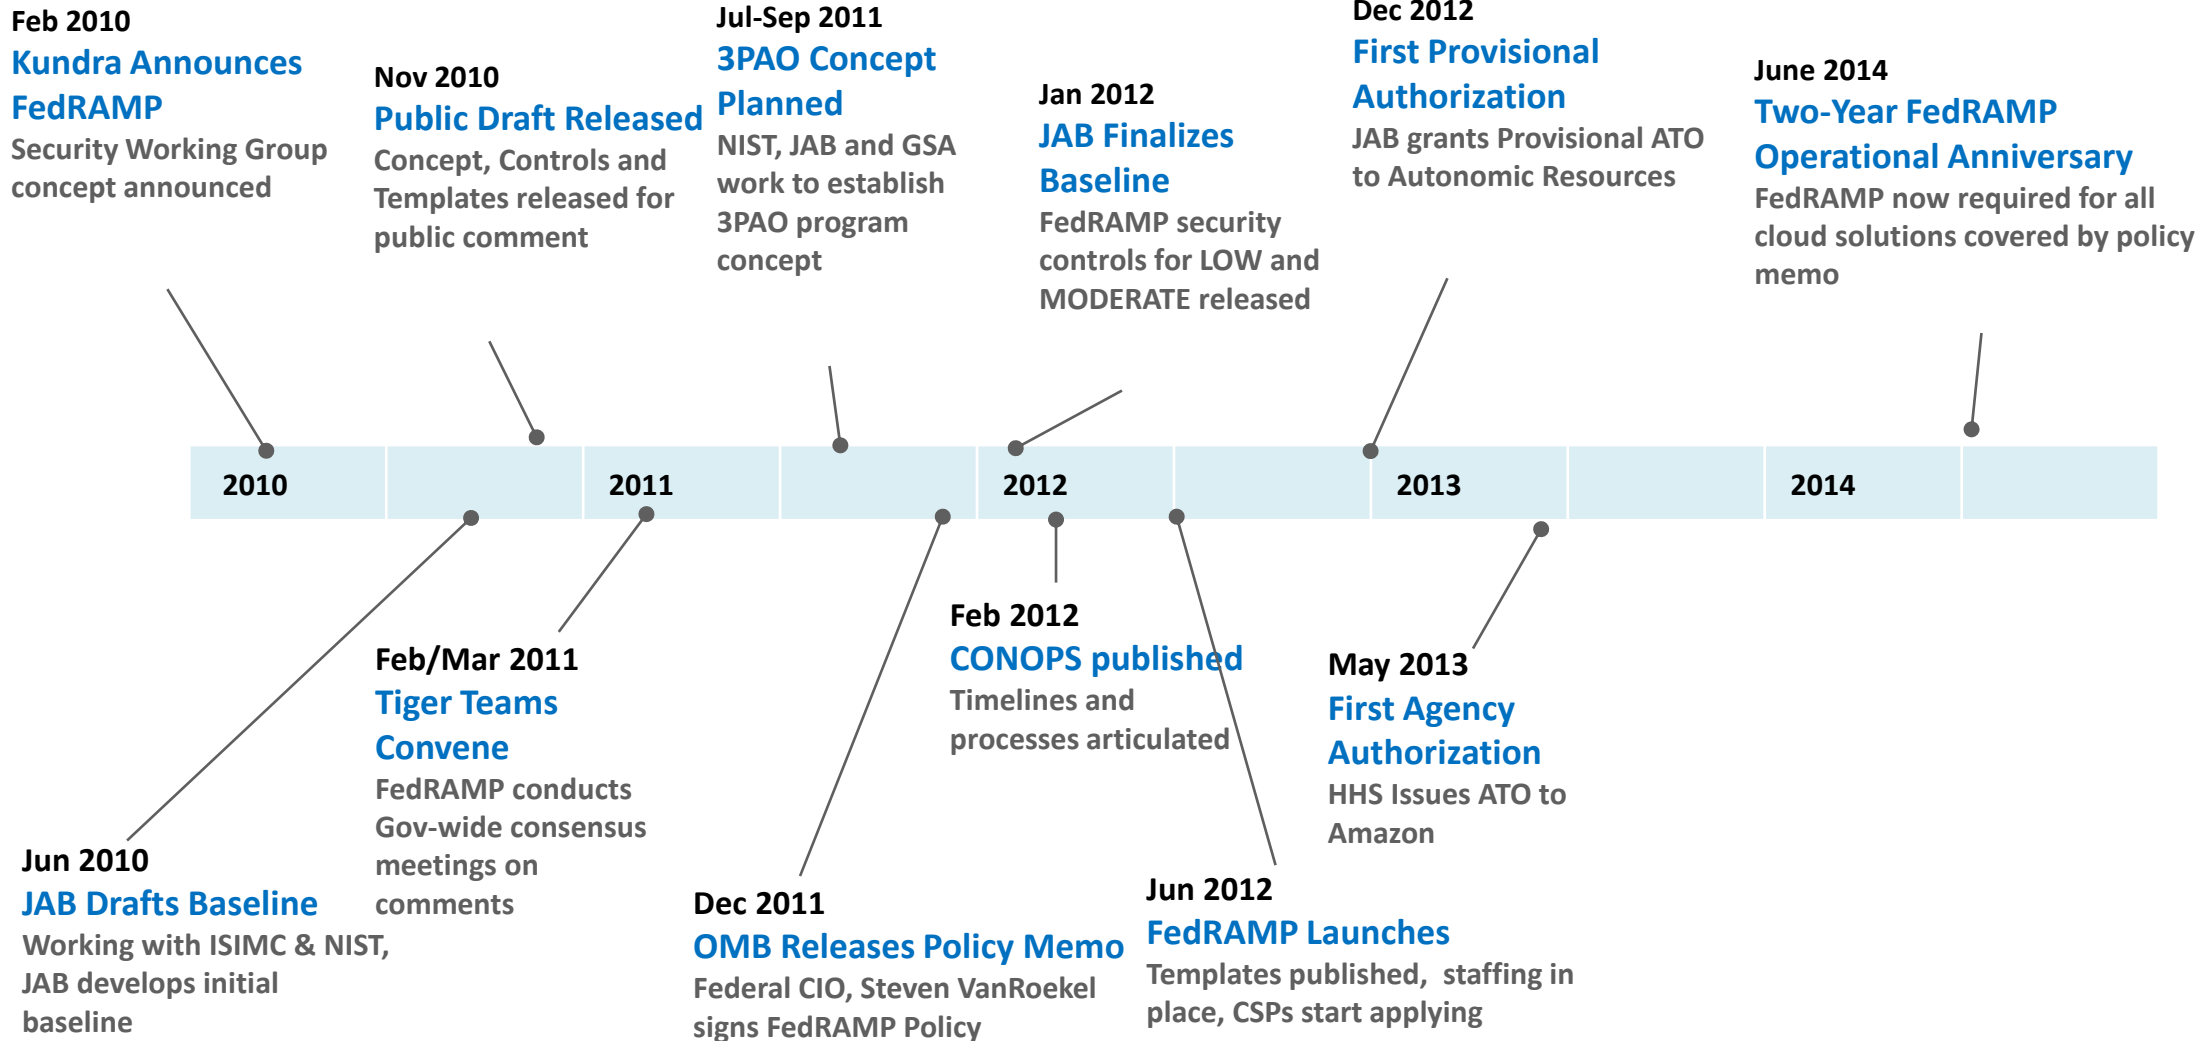 Feb 2010
Kundra Announces
FedRAMP
Security Working Group
concept announced
Nov 2010
Public Draft Released
Concept, Controls and
Templates released for
public comment
Jul-Sep 2011
3PAO Concept
Planned
NIST, JAB and GSA
work to establish
3PAO program
concept
Jan 2012
JAB Finalizes
Baseline
FedRAMP security
controls for LOW and
MODERATE released
Dec 2012
First Provisional
Authorization
JAB grants Provisional ATO
to Autonomic Resources
June 2014
Two-Year FedRAMP
Operational Anniversary
FedRAMP now required for all
cloud solutions covered by policy
memo
2010
2011
2012
2013
2014
Jun 2010
JAB Drafts Baseline
Working with ISIMC & NIST,
JAB develops initial
baseline
Feb/Mar 2011
Tiger Teams
Convene
FedRAMP conducts
Gov-wide consensus
meetings on
comments
Dec 2011
OMB Releases Policy Memo
Federal CIO, Steven VanRoekel
signs FedRAMP Policy
Feb 2012
CONOPS published
Timelines and
processes articulated
Jun 2012
FedRAMP Launches
Templates published, staffing in
place, CSPs start applying
May 2013
First Agency
Authorization
HHS Issues ATO to
Amazon